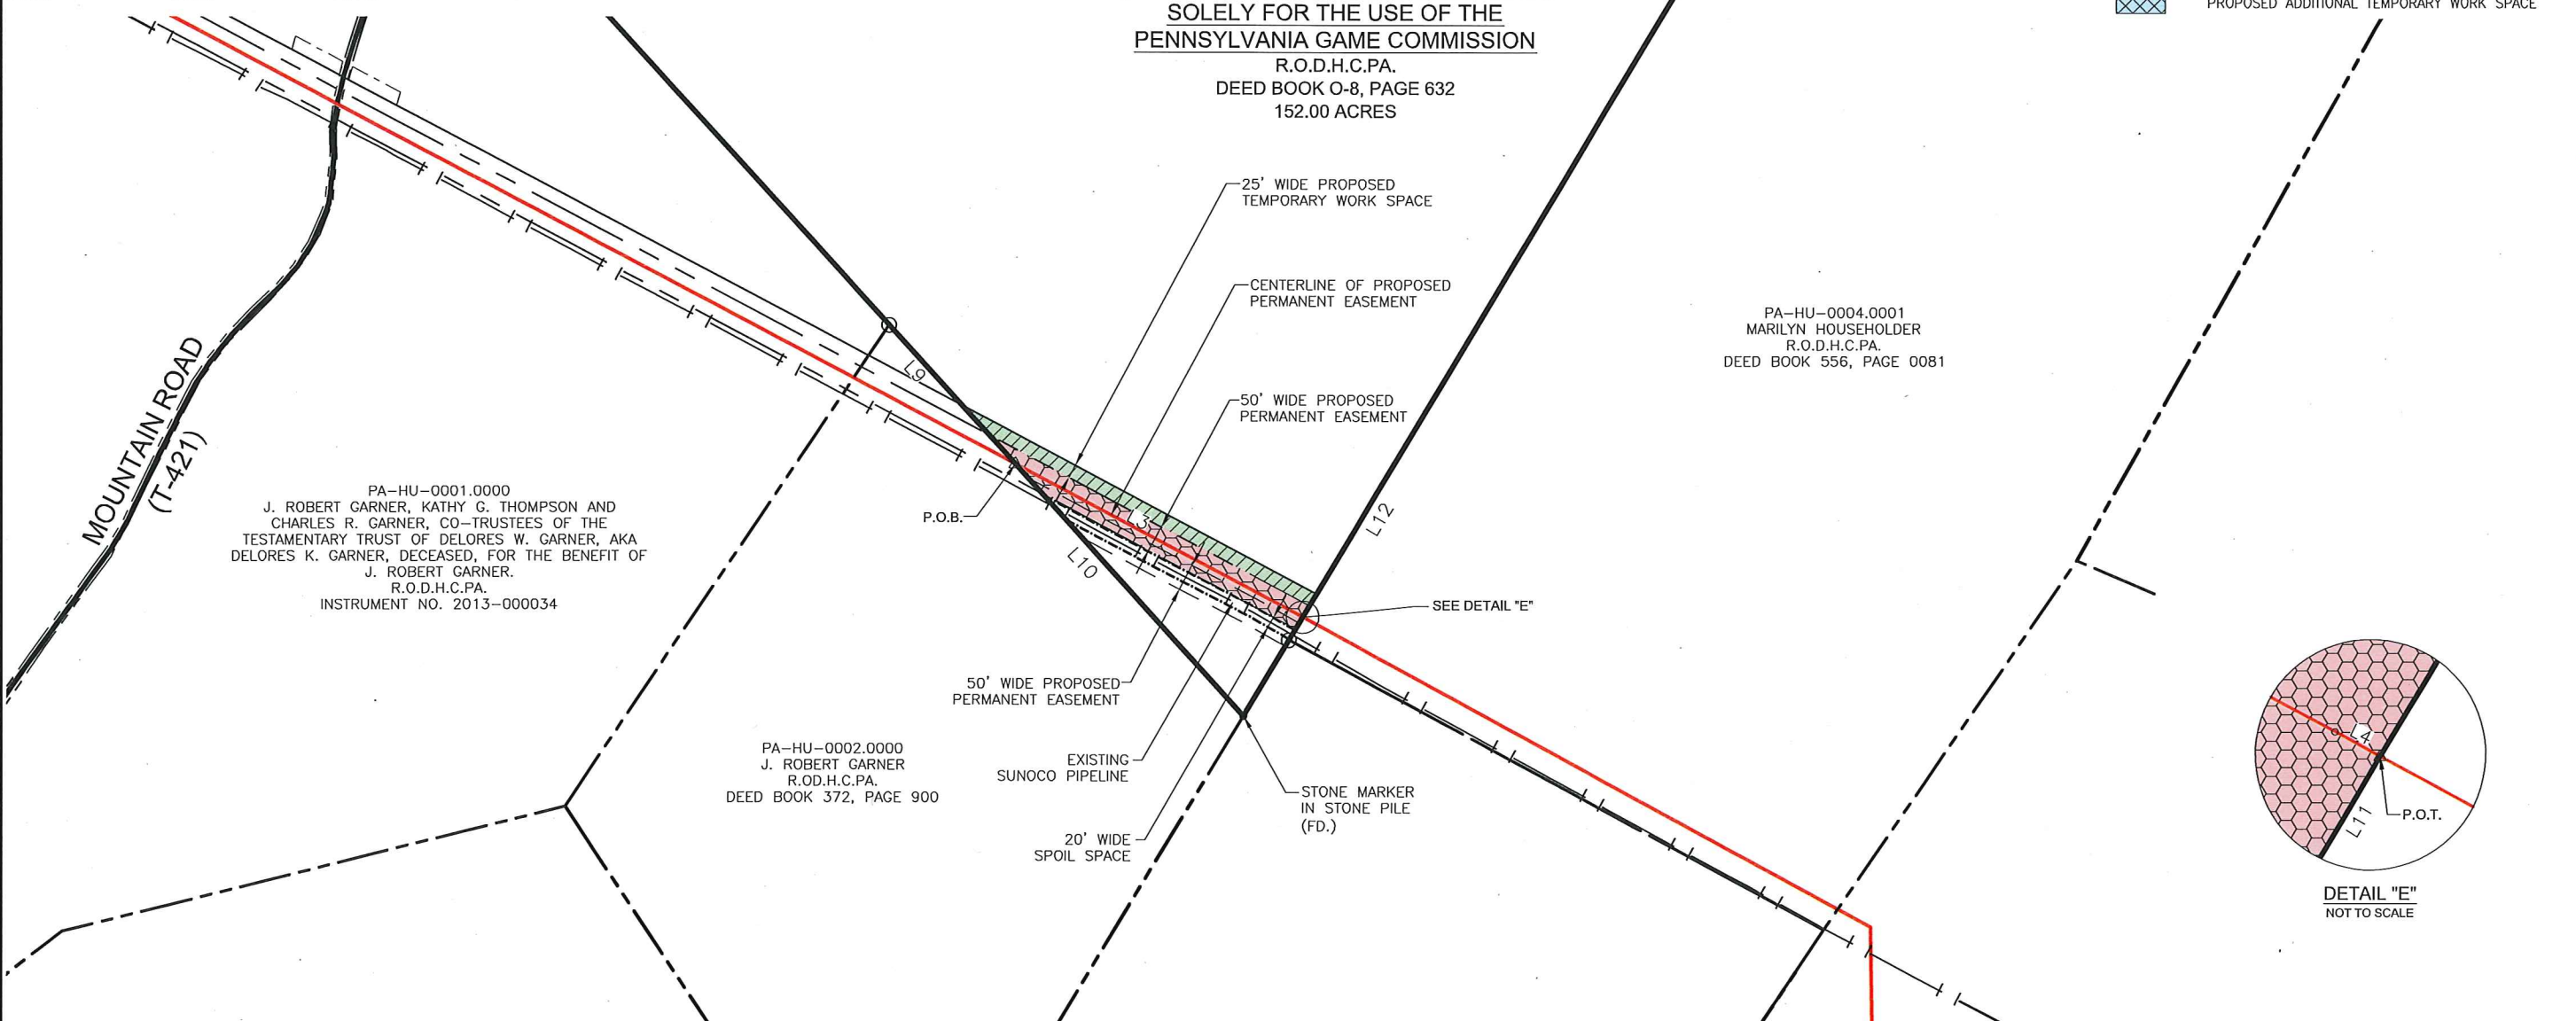 SOLELY FOR THE USE OF THE
PENNSYLVANIA GAME COMMISSION
R.O.D.H.C.PA.
DEED BOOK O-8, PAGE 632
152.00 ACRES
PROPOSED ADDITIONAL TEMPORARY WORK SPACE
25' WIDE PROPOSED
TEMPORARY WORK SPACE
CENTERLINE OF PROPOSED
PERMANENT EASEMENT
50' WIDE PROPOSED
PERMANENT EASEMENT
PA-HU-0004.0001
MARILYN HOUSEHOLDER
R.O.D.H.C.PA.
DEED BOOK 556, PAGE 0081
MOUNTAIN ROAD
(T-421)
L9
L3
L12
L10
P.O.B.
PA-HU-0001.0000
J. ROBERT GARNER, KATHY G. THOMPSON AND
CHARLES R. GARNER, CO-TRUSTEES OF THE
TESTAMENTARY TRUST OF DELORES W. GARNER, AKA
DELORES K. GARNER, DECEASED, FOR THE BENEFIT OF
J. ROBERT GARNER.
R.O.D.H.C.PA.
INSTRUMENT NO. 2013-000034
SEE DETAIL "E"
50' WIDE PROPOSED
PERMANENT EASEMENT
PA-HU-0002.0000
J. ROBERT GARNER
R.OD.H.C.PA.
DEED BOOK 372, PAGE 900
EXISTING
SUNOCO PIPELINE
20' WIDE
SPOIL SPACE
STONE MARKER
IN STONE PILE
(FD.)
L4
L11
P.O.T.
DETAIL "E"
NOT TO SCALE